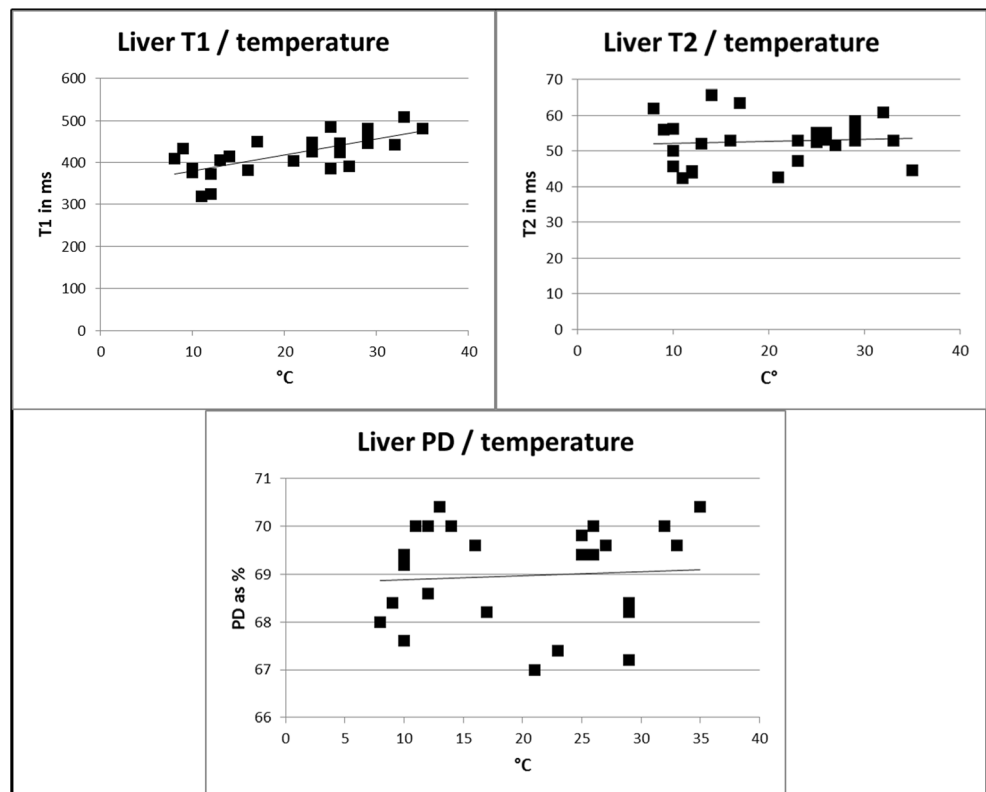 Liver T1 / temperature
T1 in ms
600
500
400
300
200
100
0
0 10 20 30 40
°C
Liver T2 / temperature
T2 in ms
70
60
50
40
30
20
10
0
0 10 20 30 40
C°
Liver PD / temperature
PD as %
71
70
69
68
67
66
0 5 10 15 20 25 30 35 40
°C